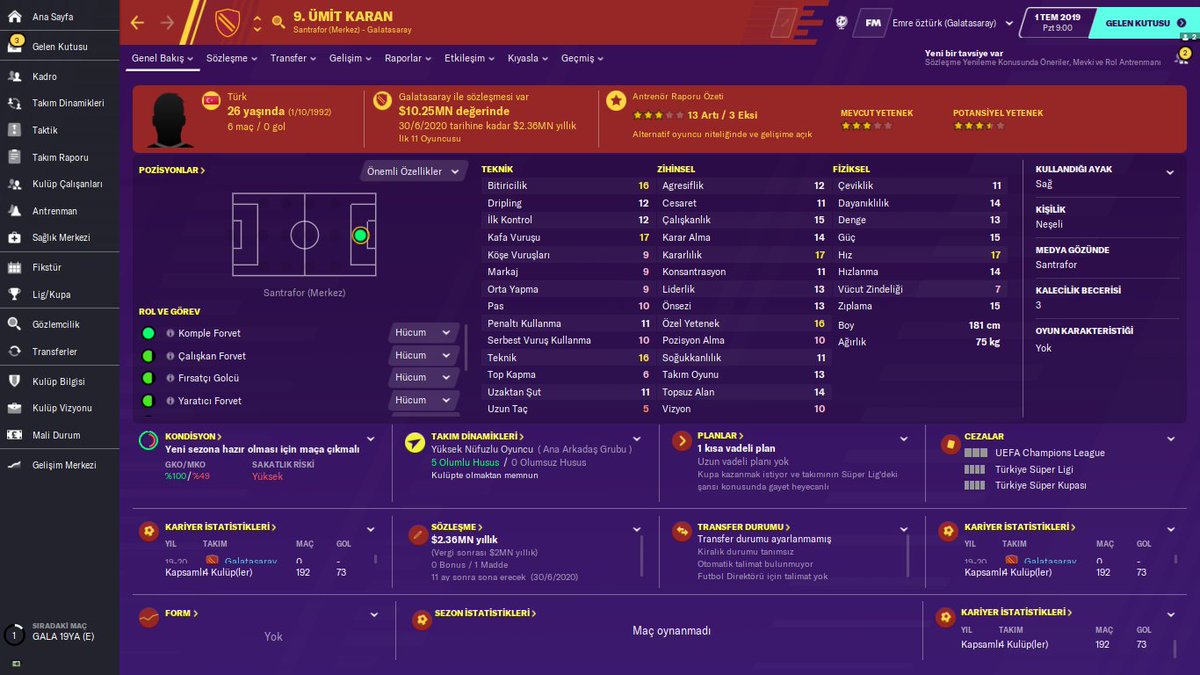 Ana Sayfa
3
Gelen Kutusu
Kadro
Takım Dinamikleri
Taktik
Takım Raporu
Kulüp Çalışanları
Antrenman
Sağlık Merkezi
Fikstür
Lig/Kupa
Gözlemcilik
Transferler
Kulüp Bilgisi
Kulüp Vizyonu
Mali Durum
Gelişim Merkezi
1
SIRADAKİ MAÇ
GALA 19YA (E)
9. ÜMİT KARAN
Santrafor (Merkez) - Galatasaray
FM
Emre öztürk (Galatasaray)
1 TEM 2019
Pzt 9:00
GELEN KUTUSU
2
Genel Bakış
Sözleşme
Transfer
Gelişim
Raporlar
Etkileşim
Kıyasla
Geçmiş
Yeni bir tavsiye var
Sözleşme Yenileme Konusunda Öneriler, Mevki ve Rol Antrenmanı
2
Türk
26 yaşında (1/10/1992)
6 maç / 0 gol
Galatasaray ile sözleşmesi var
$10.25MN değerinde
30/6/2020 tarihine kadar $2.36MN yıllık
İlk 11 Oyuncusu
Antrenör Raporu Özeti
13 Artı / 3 Eksi
Alternatif oyuncu niteliğinde ve gelişime açık
MEVCUT YETENEK
POTANSİYEL YETENEK
POZİSYONLAR
Önemli Özellikler
Santrafor (Merkez)
ROL VE GÖREV
Komple Forvet Hücum
Çalışkan Forvet Hücum
Fırsatçı Golcü Hücum
Yaratıcı Forvet Hücum
TEKNİK
Bitiricilik 16
Dripling 12
İlk Kontrol 12
Kafa Vuruşu 17
Köşe Vuruşları 9
Markaj 9
Orta Yapma 9
Pas 10
Penaltı Kullanma 11
Serbest Vuruş Kullanma 10
Teknik 16
Top Kapma 6
Uzaktan Şut 11
Uzun Taç 5
ZİHİNSEL
Agresiflik 12
Cesaret 11
Çalışkanlık 15
Karar Alma 14
Kararlılık 17
Konsantrasyon 11
Liderlik 13
Önsezi 13
Özel Yetenek 16
Pozisyon Alma 10
Soğukkanlılık 11
Takım Oyunu 13
Topsuz Alan 14
Vizyon 10
FİZİKSEL
Çeviklik 11
Dayanıklılık 14
Denge 13
Güç 15
Hız 17
Hızlanma 14
Vücut Zindeliği 7
Zıplama 15
Boy 181 cm
Ağırlık 75 kg
KULLANDIĞI AYAK
Sağ
KİŞİLİK
Neşeli
MEDYA GÖZÜNDE
Santrafor
KALECİLİK BECERİSİ
3
OYUN KARAKTERİSTİĞİ
Yok
KONDİSYON
Yeni sezona hazır olması için maça çıkmalı
GKO/MKO SAKATLIK RİSKİ
%100/%49 Yüksek
TAKIM DİNAMİKLERİ
Yüksek Nüfuzlu Oyuncu ( Ana Arkadaş Grubu )
5 Olumlu Husus / 0 Olumsuz Husus
Kulüpte olmaktan memnun
PLANLAR
1 kısa vadeli plan
Uzun vadeli planı yok
Kupa kazanmak istiyor ve takımının Süper Lig'deki
şansı konusunda gayet heyecanlı
CEZALAR
UEFA Champions League
Türkiye Süper Ligi
Türkiye Süper Kupası
KARİYER İSTATİSTİKLERİ
YIL TAKIM MAÇ GOL
19-20 Galatasaray 0 -
Kapsamlı4 Kulüp(ler) 192 73
SÖZLEŞME
$2.36MN yıllık
(Vergi sonrası $2MN yıllık)
0 Bonus / 1 Madde
11 ay sonra sona erecek (30/6/2020)
TRANSFER DURUMU
Transfer durumu ayarlanmamış
Kiralık durumu tanımsız
Otomatik talimat bulunmuyor
Futbol Direktörü için talimat yok
KARİYER İSTATİSTİKLERİ
YIL TAKIM MAÇ GOL
19-20 Galatasaray 0 -
Kapsamlı4 Kulüp(ler) 192 73
FORM
Yok
SEZON İSTATİSTİKLERİ
Maç oynanmadı
KARİYER İSTATİSTİKLERİ
YIL TAKIM MAÇ GOL
Kapsamlı4 Kulüp(ler) 192 73